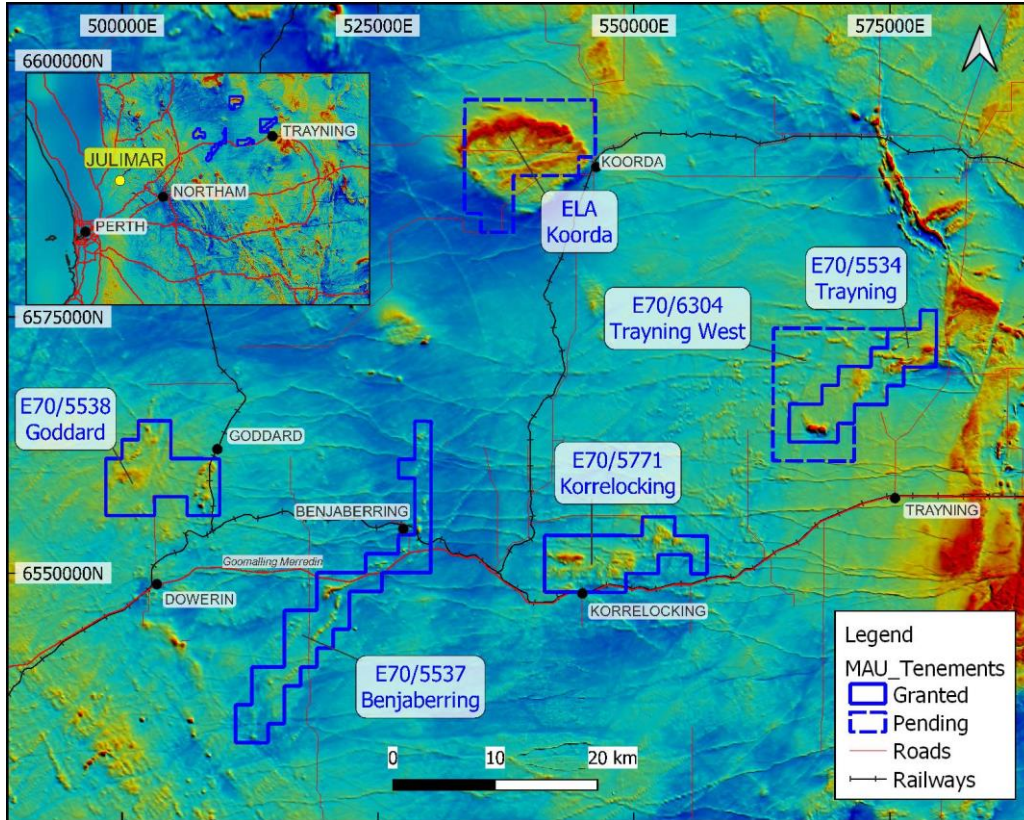 500000E
525000E
550000E
575000E
6600000N
TRAYNING
JULIMAR
NORTHAM
PERTH
KOORDA
ELA
Koorda
6575000N
E70/5534
Trayning
E70/6304
Trayning West
E70/5538
Goddard
GODDARD
E70/5771
Korrelocking
BENJABERRING
TRAYNING
Goomalling Merredin
6550000N
DOWERIN
KORRELOCKING
E70/5537
Benjaberring
0
10
20 km
Legend
MAU_Tenements
Granted
Pending
Roads
Railways